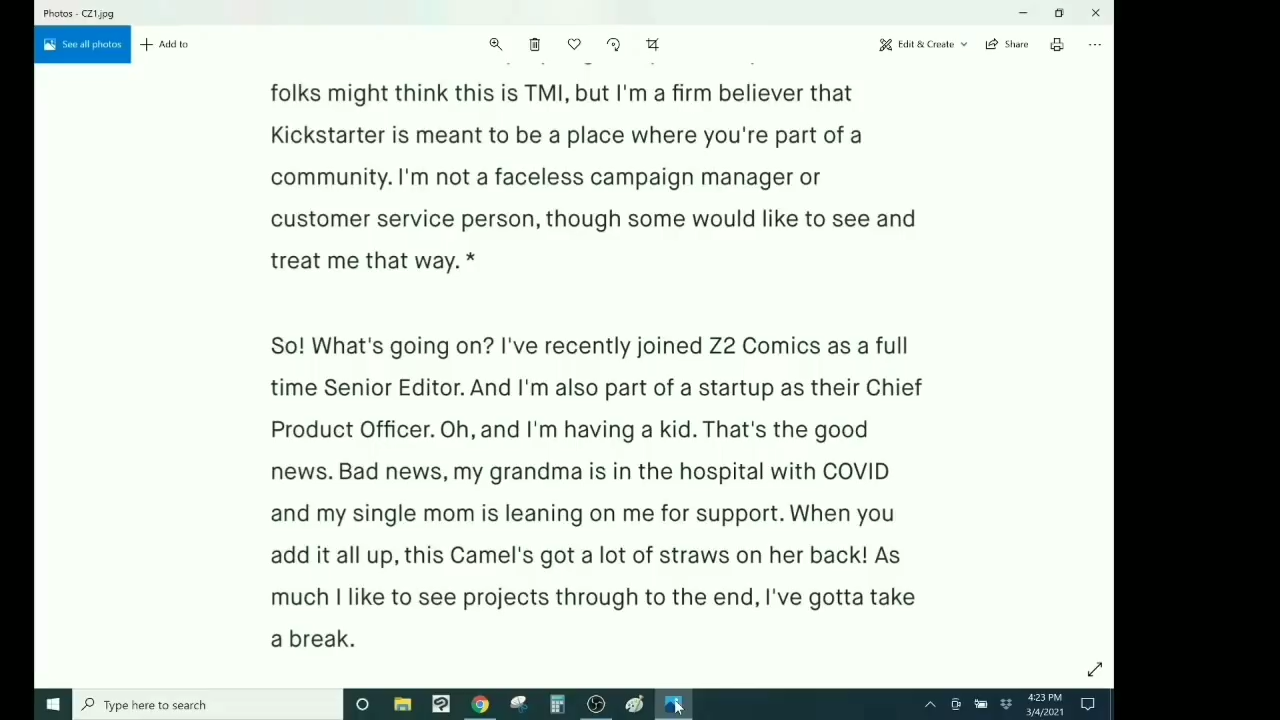 Photos - CZ1.jpg
See all photos
Add to
Edit & Create
Share
folks might think this is TMI, but I'm a firm believer that
Kickstarter is meant to be a place where you're part of a
community. I'm not a faceless campaign manager or
customer service person, though some would like to see and
treat me that way. *
So! What's going on? I've recently joined Z2 Comics as a full
time Senior Editor. And I'm also part of a startup as their Chief
Product Officer. Oh, and I'm having a kid. That's the good
news. Bad news, my grandma is in the hospital with COVID
and my single mom is leaning on me for support. When you
add it all up, this Camel's got a lot of straws on her back! As
much I like to see projects through to the end, I've gotta take
a break.
Type here to search
4:23 PM
3/4/2021